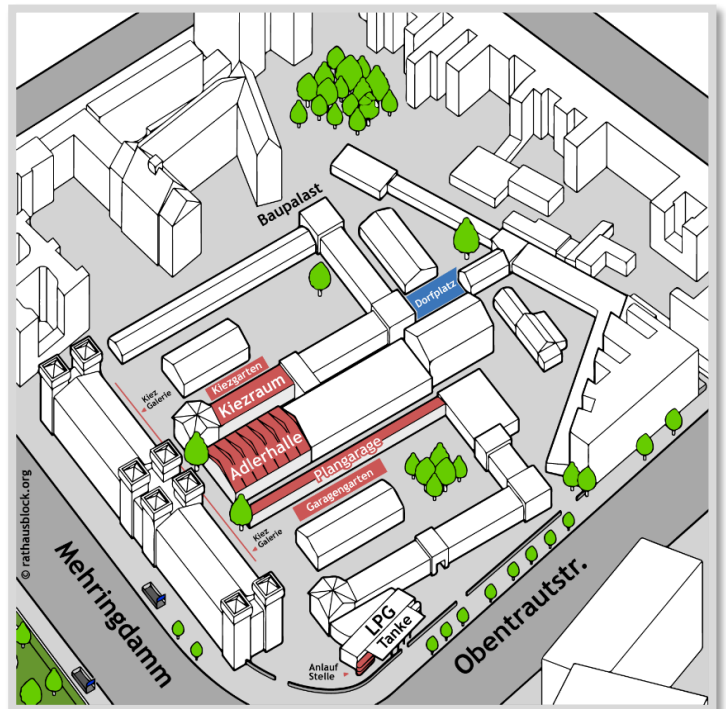 Baupalast
Dorfplatz
Kiezgarten
Kiezraum
Kiez
Galerie
Adlerhalle
Plangarage
Garagengarten
Kiez
Galerie
© rathausblock.org
Mehringdamm
Obentrautstr.
LPG
Tanke
Anlauf
Stelle